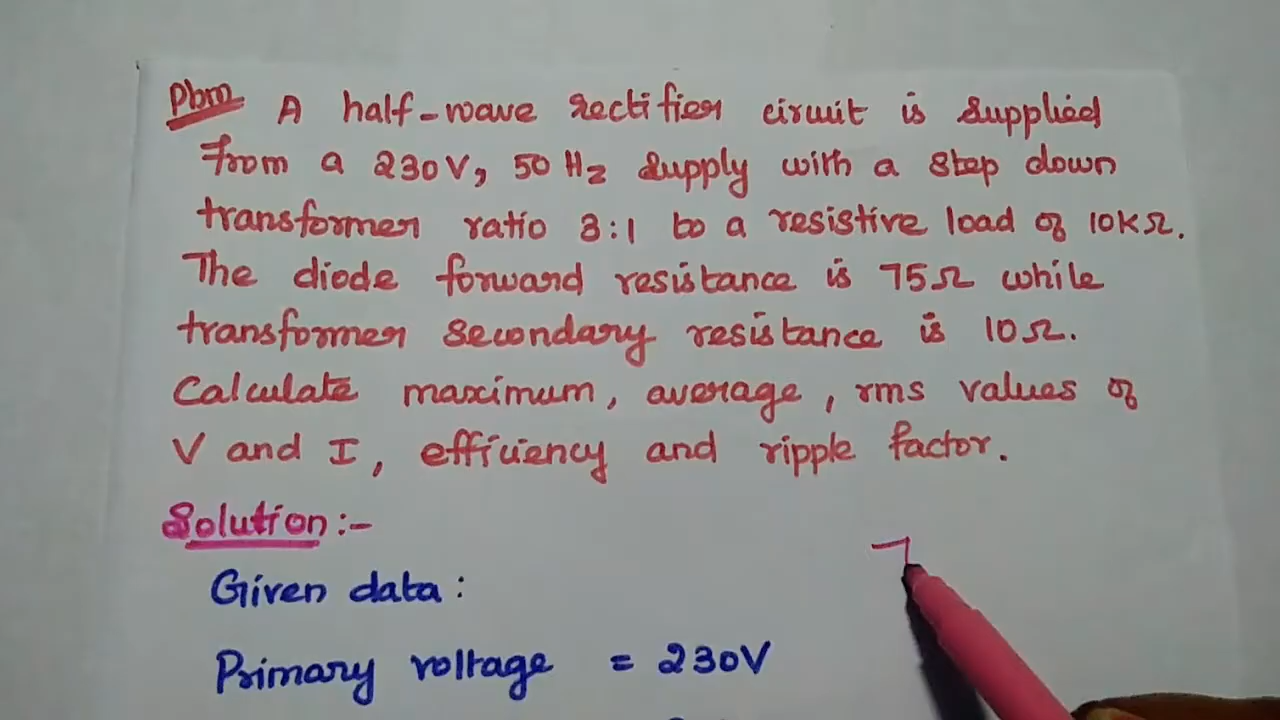 Pbm A half-wave rectifier circuit is supplied
from a 230V, 50 Hz supply with a step down
transformer ratio 3:1 to a resistive load of 10KΩ.
The diode forward resistance is 75Ω while
transformer secondary resistance is 10Ω.
Calculate maximum, average, rms values of
V and I, efficiency and ripple factor.
Solution:-
Given data:
Primary voltage = 230V